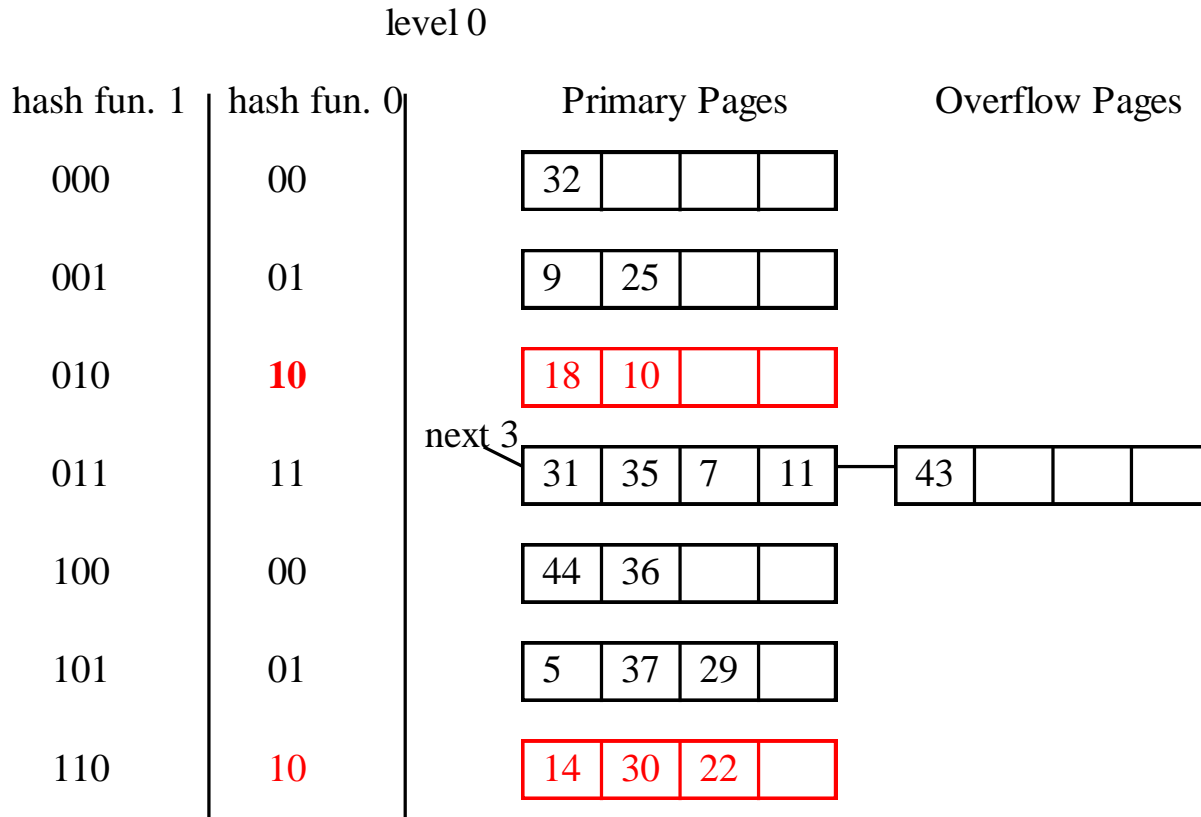 level 0
hash fun. 1 hash fun. 0 Primary Pages Overflow Pages
000 00 32
001 01 9 25
010 10 18 10
next 3
011 11 31 35 7 11 43
100 00 44 36
101 01 5 37 29
110 10 14 30 22